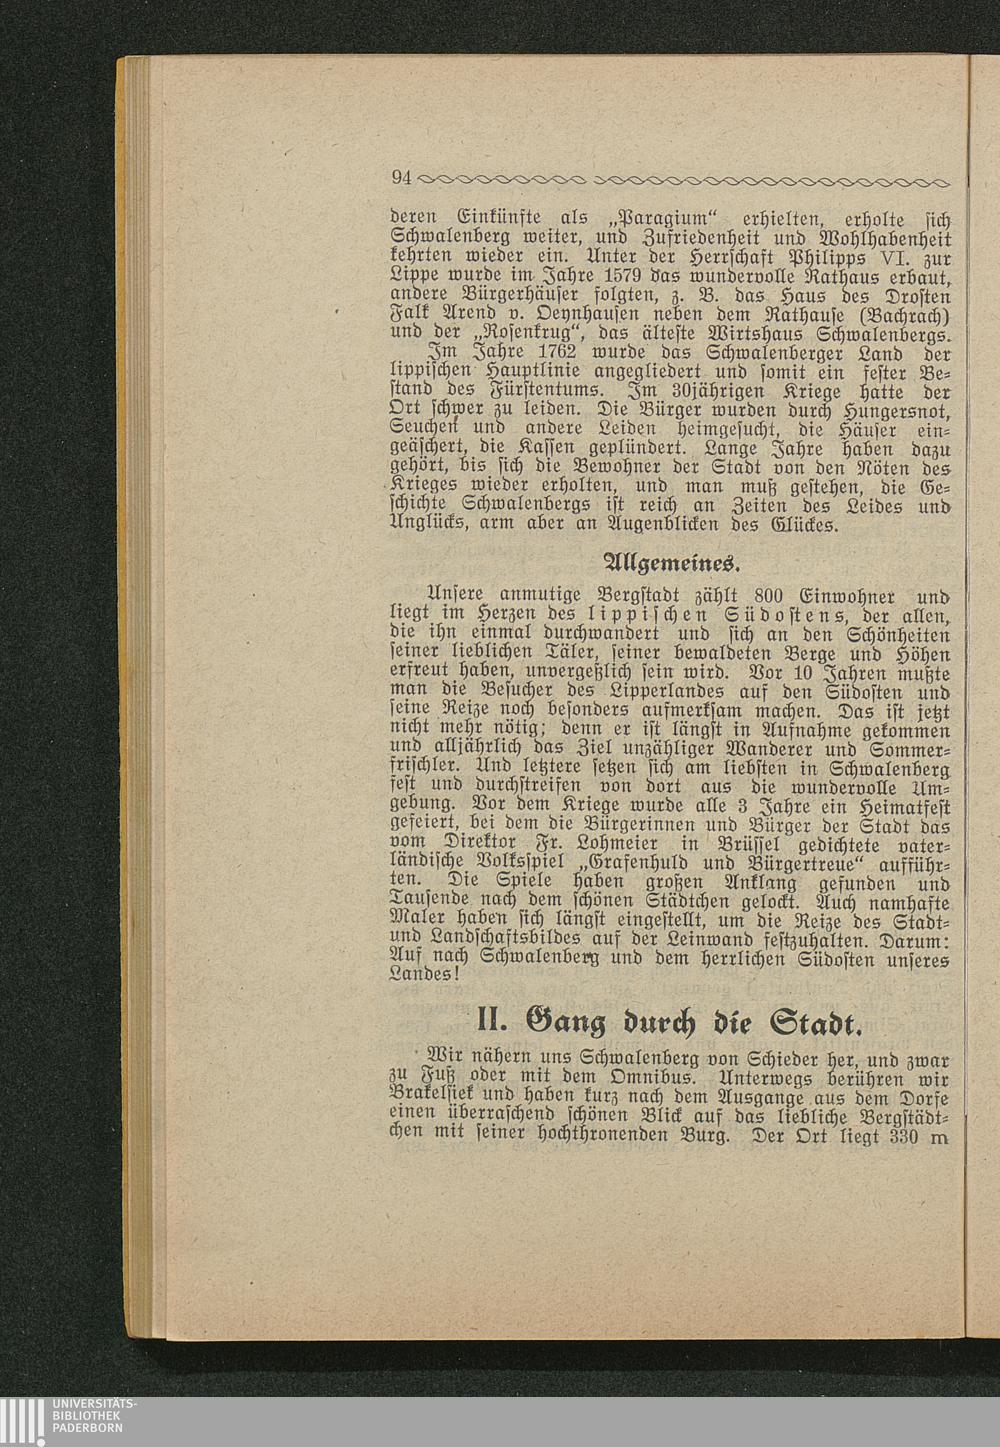 94
deren Einkünfte als „Paragium“ erhielten, erholte sich
Schwalenberg weiter, und Zufriedenheit und Wohlhabenheit
kehrten wieder ein. Unter der Herrschaft Philipps VI. zur
Lippe wurde im Jahre 1579 das wundervolle Rathaus erbaut,
andere Bürgerhäuser folgten, z. B. das Haus des Drosten
Falk Arend v. Oeynhausen neben dem Rathause (Bachrach)
und der „Rosenkrug“, das älteste Wirtshaus Schwalenbergs.
Im Jahre 1762 wurde das Schwalenberger Land der
lippischen Hauptlinie angegliedert und somit ein fester Be-
stand des Fürstentums. Im 30jährigen Kriege hatte der
Ort schwer zu leiden. Die Bürger wurden durch Hungersnot,
Seuchen und andere Leiden heimgesucht, die Häuser ein-
geäschert, die Kassen geplündert. Lange Jahre haben dazu
gehört, bis sich die Bewohner der Stadt von den Nöten des
Krieges wieder erholten, und man muß gestehen, die Ge-
schichte Schwalenbergs ist reich an Zeiten des Leides und
Unglücks, arm aber an Augenblicken des Glückes.
Allgemeines.
Unsere anmutige Bergstadt zählt 800 Einwohner und
liegt im Herzen des lippischen Südostens, der allen,
die ihn einmal durchwandert und sich an den Schönheiten
seiner lieblichen Täler, seiner bewaldeten Berge und Höhen
erfreut haben, unvergeßlich sein wird. Vor 10 Jahren mußte
man die Besucher des Lipperlandes auf den Südosten und
seine Reize noch besonders aufmerksam machen. Das ist jetzt
nicht mehr nötig; denn er ist längst in Aufnahme gekommen
und alljährlich das Ziel unzähliger Wanderer und Sommer-
frischler. Und letztere setzen sich am liebsten in Schwalenberg
fest und durchstreifen von dort aus die wundervolle Um-
gebung. Vor dem Kriege wurde alle 3 Jahre ein Heimatfest
gefeiert, bei dem die Bürgerinnen und Bürger der Stadt das
vom Direktor Fr. Lohmeier in Brüssel gedichtete vater-
ländische Volksspiel „Grafenhuld und Bürgertreue“ aufführ-
ten. Die Spiele haben großen Anklang gefunden und
Tausende nach dem schönen Städtchen gelockt. Auch namhafte
Maler haben sich längst eingestellt, um die Reize des Stadt-
und Landschaftsbildes auf der Leinwand festzuhalten. Darum:
Auf nach Schwalenberg und dem herrlichen Südosten unseres
Landes!
II. Gang durch die Stadt.
Wir nähern uns Schwalenberg von Schieder her, und zwar
zu Fuß oder mit dem Omnibus. Unterwegs berühren wir
Brakelsiek und haben kurz nach dem Ausgange aus dem Dorfe
einen überraschend schönen Blick auf das liebliche Bergstädt-
chen mit seiner hochthronenden Burg. Der Ort liegt 330 m
UNIVERSITÄTS-
BIBLIOTHEK
PADERBORN